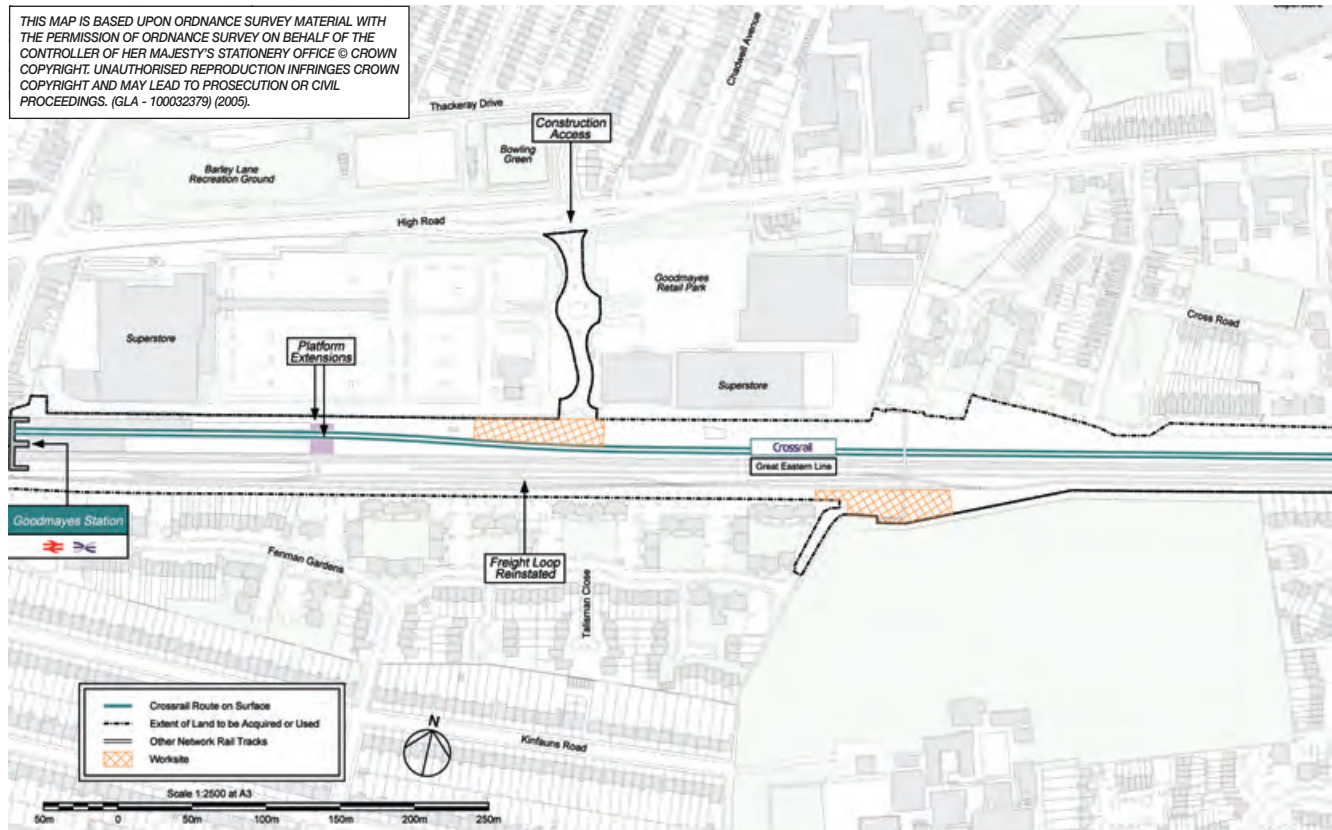 THIS MAP IS BASED UPON ORDNANCE SURVEY MATERIAL WITH
THE PERMISSION OF ORDNANCE SURVEY ON BEHALF OF THE
CONTROLLER OF HER MAJESTY'S STATIONERY OFFICE © CROWN
COPYRIGHT. UNAUTHORISED REPRODUCTION INFRINGES CROWN
COPYRIGHT AND MAY LEAD TO PROSECUTION OR CIVIL
PROCEEDINGS. (GLA - 100032379) (2005).
Superstore
Chadwell Avenue
Thackeray Drive
Construction
Access
Bowling
Green
Barley Lane
Recreation Ground
High Road
Goodmayes
Retail Park
Cross Road
Superstore
Platform
Extensions
Superstore
Crossrail
Great Eastern Line
Goodmayes Station
Fenman Gardens
Freight Loop
Reinstated
Talisman Close
Kinfauns Road
Crossrail Route on Surface
Extent of Land to be Acquired or Used
Other Network Rail Tracks
Worksite
N
Scale 1:2500 at A3
50m 0 50m 100m 150m 200m 250m